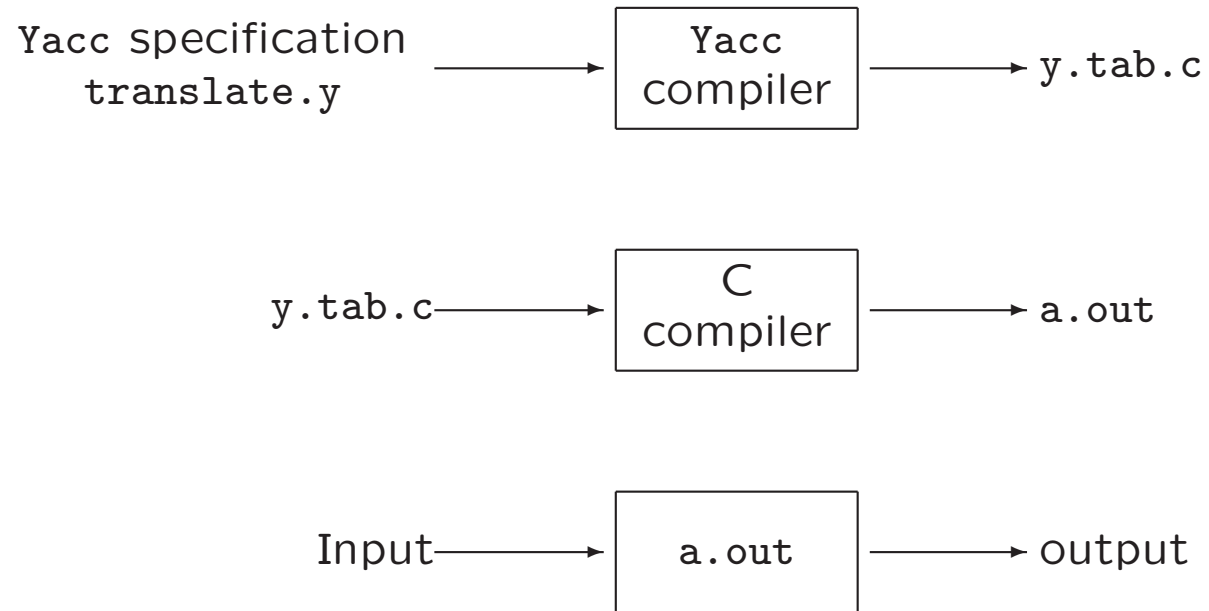 Yacc specification
translate.y
Yacc
compiler
y.tab.c
y.tab.c
C
compiler
a.out
Input
a.out
output